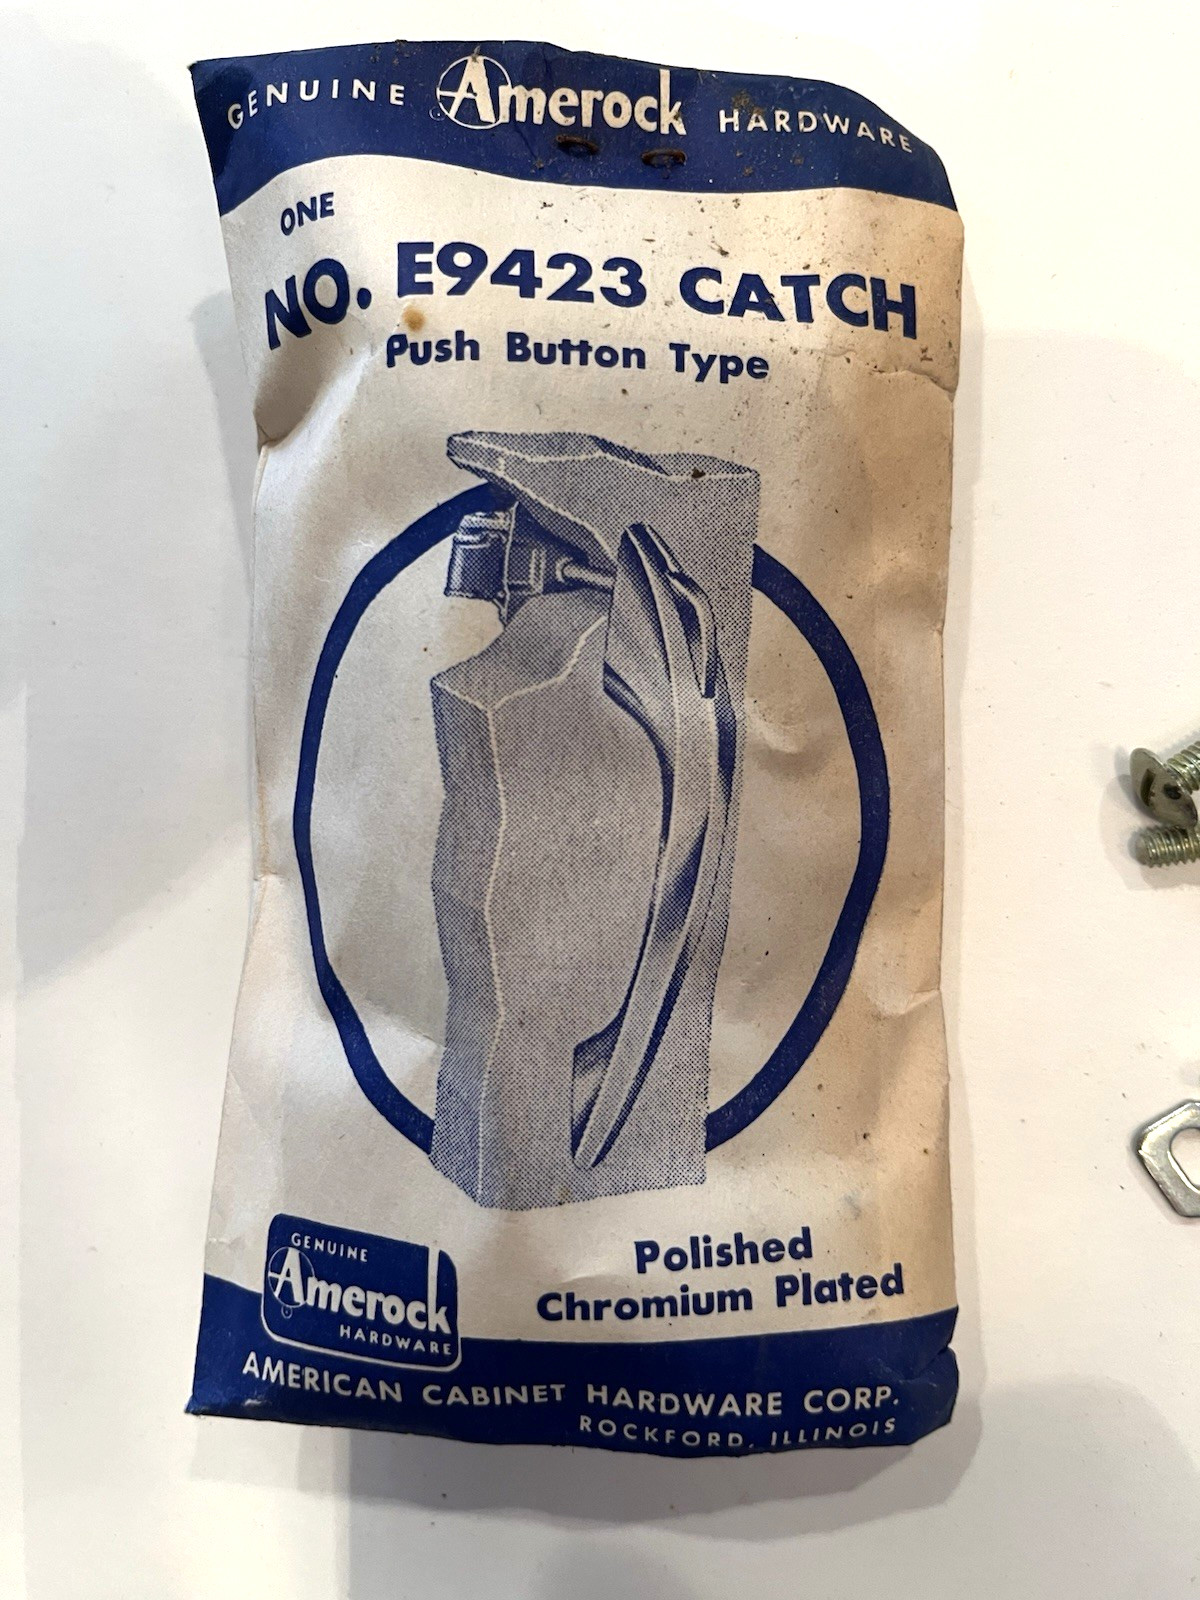 GENUINE Amerock HARDWARE
ONE
NO. E9423 CATCH
Push Button Type
Polished
Chromium Plated
GENUINE
Amerock
HARDWARE
AMERICAN CABINET HARDWARE CORP.
ROCKFORD, ILLINOIS